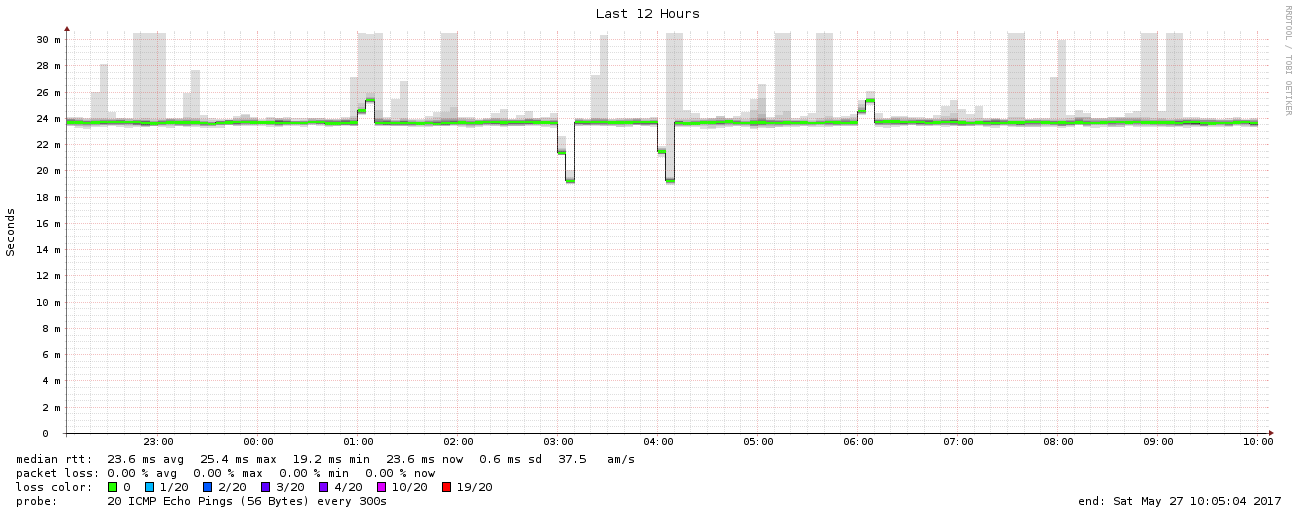 Last 12 Hours
RRDTOOL / TOBI OETIKER
Seconds
30 m
28 m
26 m
24 m
22 m
20 m
18 m
16 m
14 m
12 m
10 m
8 m
6 m
4 m
2 m
0
23:00 00:00 01:00 02:00 03:00 04:00 05:00 06:00 07:00 08:00 09:00 10:00
median rtt: 23.6 ms avg 25.4 ms max 19.2 ms min 23.6 ms now 0.6 ms sd 37.5 am/s
packet loss: 0.00 % avg 0.00 % max 0.00 % min 0.00 % now
loss color: 0 1/20 2/20 3/20 4/20 10/20 19/20
probe: 20 ICMP Echo Pings (56 Bytes) every 300s
end: Sat May 27 10:05:04 2017